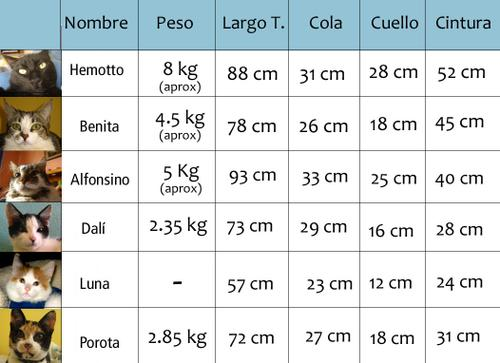 Nombre Peso Largo T. Cola Cuello Cintura
Hemotto 8 kg 88 cm 31 cm 28 cm 52 cm
(aprox)
Benita 4.5 kg 78 cm 26 cm 18 cm 45 cm
(aprox)
Alfonsino 5 Kg 93 cm 33 cm 25 cm 40 cm
(aprox)
Dalí 2.35 kg 73 cm 29 cm 16 cm 28 cm
Luna - 57 cm 23 cm 12 cm 24 cm
Porota 2.85 kg 72 cm 27 cm 18 cm 31 cm